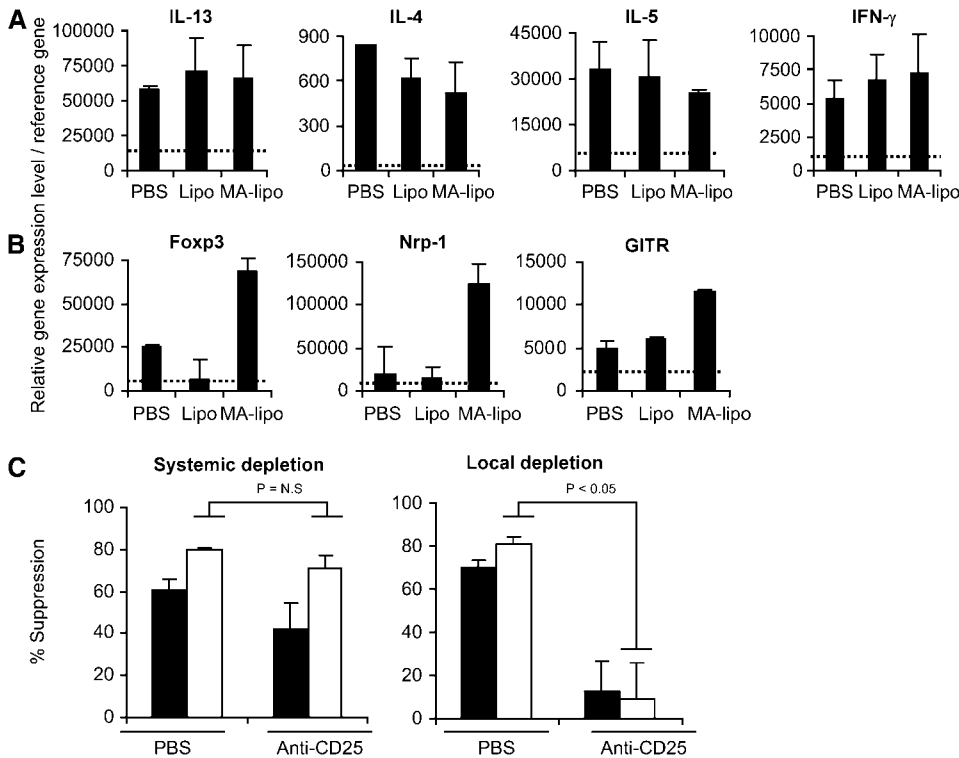 A
IL-13
IL-4
IL-5
IFN-γ
Relative gene expression level / reference gene
100000
75000
50000
25000
0
PBS Lipo MA-lipo
900
600
300
0
PBS Lipo MA-lipo
45000
30000
15000
0
PBS Lipo MA-lipo
10000
7500
5000
2500
0
PBS Lipo MA-lipo
B
Foxp3
Nrp-1
GITR
75000
50000
25000
0
PBS Lipo MA-lipo
150000
100000
50000
0
PBS Lipo MA-lipo
15000
10000
5000
0
PBS Lipo MA-lipo
C
Systemic depletion
P = N.S
% Suppression
100
80
60
40
20
0
PBS Anti-CD25
Local depletion
P < 0.05
100
80
60
40
20
0
PBS Anti-CD25